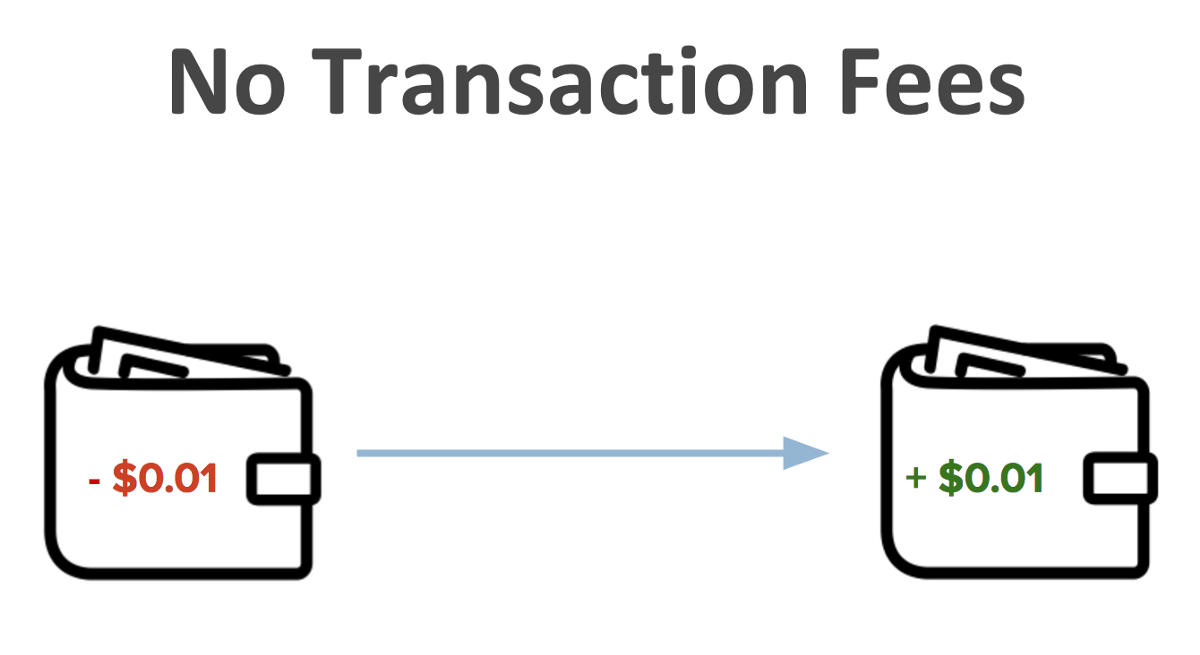 No Transaction Fees
- $0.01
+ $0.01